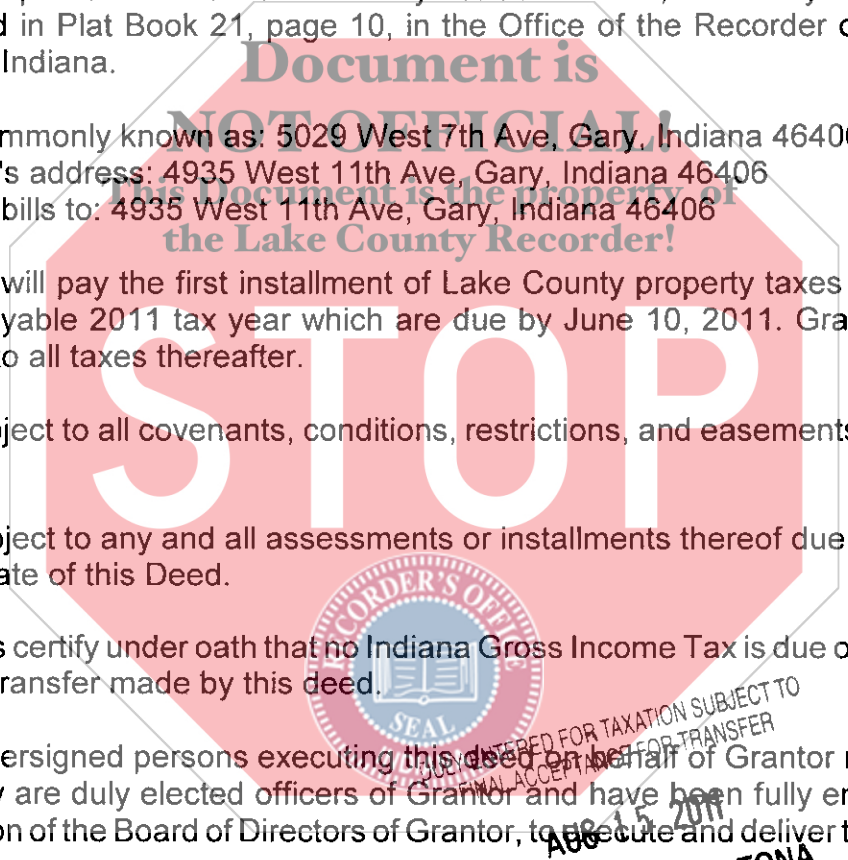 d in Plat Book 21, page 10, in the Office of the Recorder
Indiana.
Document is
NOT OFFICIAL!
mmonly known as: 5029 West 7th Ave, Gary, Indiana 4640
's address: 4935 West 11th Ave, Gary, Indiana 46406
This Document is the property of
bills to: 4935 West 11th Ave, Gary, Indiana 46406
the Lake County Recorder!
will pay the first installment of Lake County property taxes
yable 2011 tax year which are due by June 10, 2011. Gra
o all taxes thereafter.
STOP
ject to all covenants, conditions, restrictions, and easements
ject to any and all assessments or installments thereof due
ate of this Deed.
RECORDER'S OFFICE
s certify under oath that no Indiana Gross Income Tax is due o
ransfer made by this deed.
SEAL
DULY ENTERED FOR TAXATION SUBJECT TO
FINAL ACCEPTANCE FOR TRANSFER
ersigned persons executing this deed on behalf of Grantor
y are duly elected officers of Grantor and have been fully e
AUG 15 2011
on of the Board of Directors of Grantor, to execute and deliver t